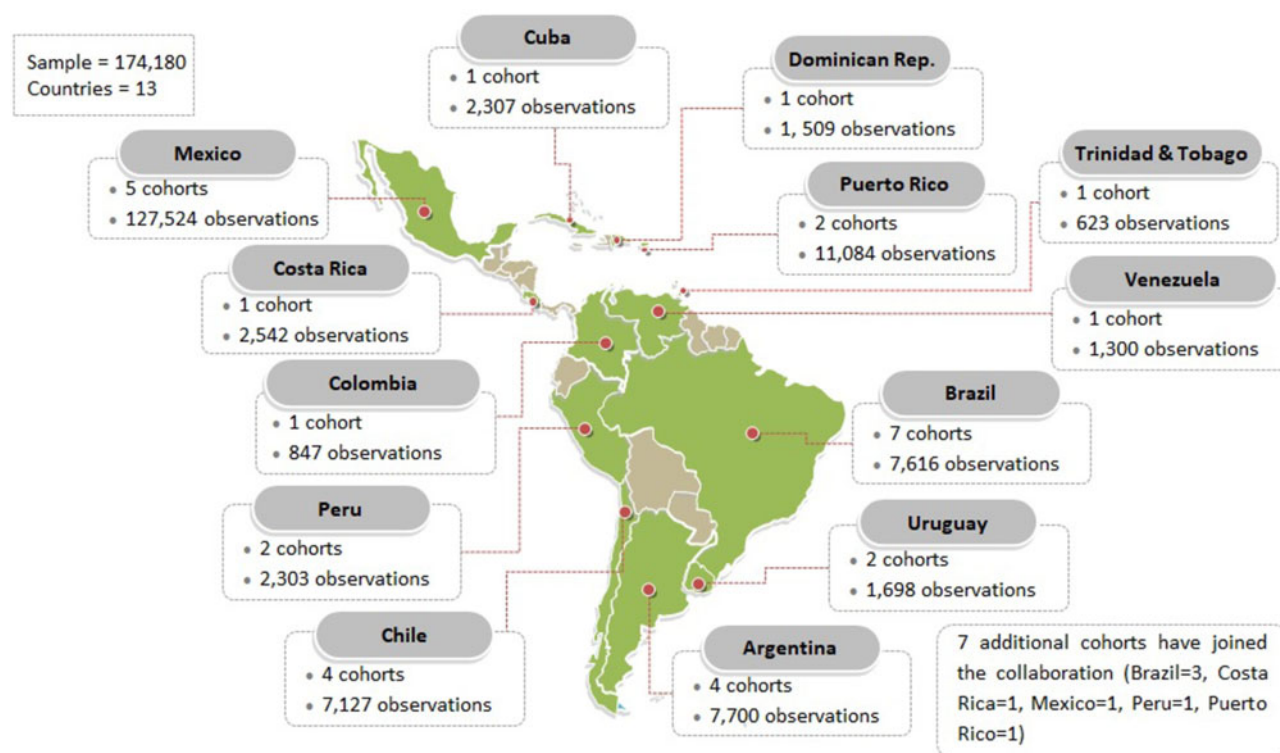 Sample = 174,180
Countries = 13
Cuba
• 1 cohort
• 2,307 observations
Dominican Rep.
• 1 cohort
• 1, 509 observations
Mexico
• 5 cohorts
• 127,524 observations
Puerto Rico
• 2 cohorts
• 11,084 observations
Trinidad & Tobago
• 1 cohort
• 623 observations
Costa Rica
• 1 cohort
• 2,542 observations
Venezuela
• 1 cohort
• 1,300 observations
Colombia
• 1 cohort
• 847 observations
Brazil
• 7 cohorts
• 7,616 observations
Peru
• 2 cohorts
• 2,303 observations
Uruguay
• 2 cohorts
• 1,698 observations
Chile
• 4 cohorts
• 7,127 observations
Argentina
• 4 cohorts
• 7,700 observations
7 additional cohorts have joined
the collaboration (Brazil=3, Costa
Rica=1, Mexico=1, Peru=1, Puerto
Rico=1)